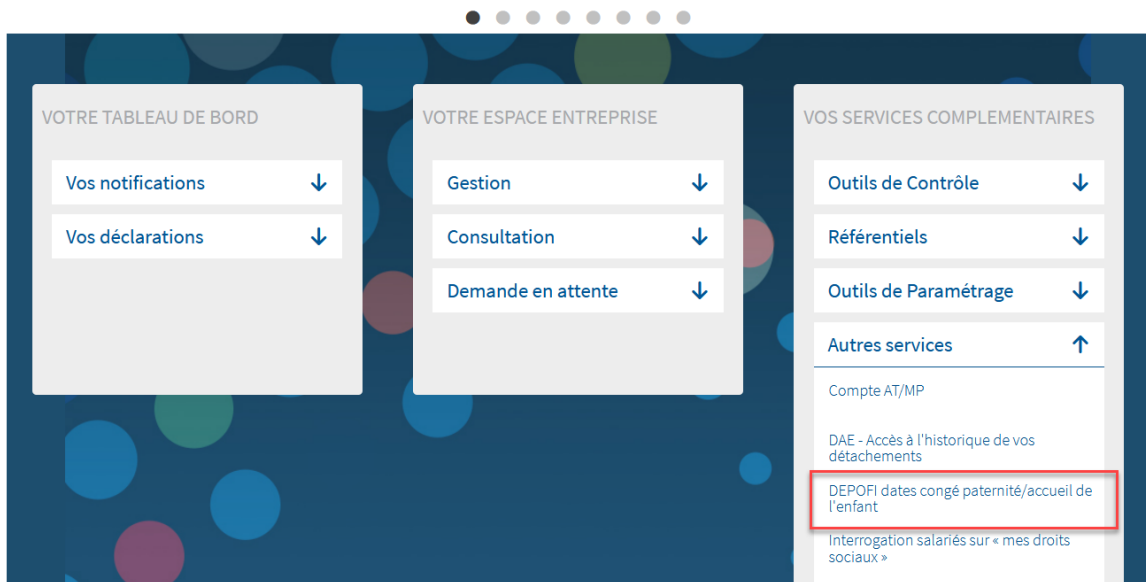 VOTRE TABLEAU DE BORD
Vos notifications
Vos déclarations
VOTRE ESPACE ENTREPRISE
Gestion
Consultation
Demande en attente
VOS SERVICES COMPLEMENTAIRES
Outils de Contrôle
Référentiels
Outils de Paramétrage
Autres services
Compte AT/MP
DAE - Accès à l'historique de vos
détachements
DEPOFI dates congé paternité/accueil de
l'enfant
Interrogation salariés sur « mes droits
sociaux »